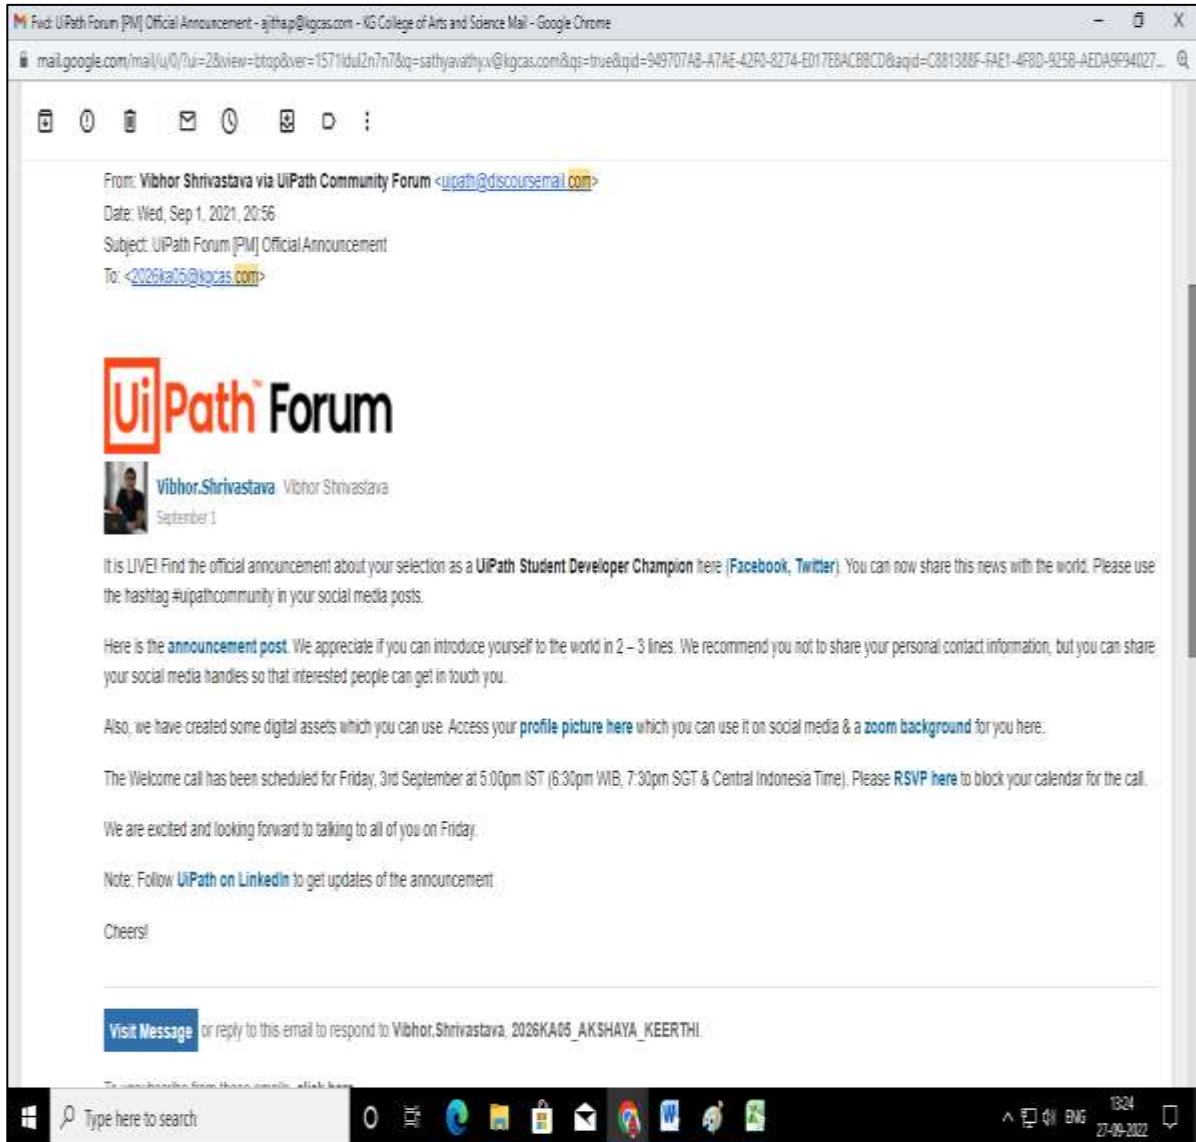 Fwd: UiPath Forum [PM] Official Announcement - ajitha.p@kgcas.com - KG College of Arts and Science Mail - Google Chrome
From: Vibhor Shrivastava via UiPath Community Forum <uipath@discoursemail.com>
Date: Wed, Sep 1, 2021, 20:56
Subject: UiPath Forum [PM] Official Announcement
To: <2026ka05@kgcas.com>
UiPath™ Forum
Vibhor.Shrivastava Vibhor Shrivastava
September 1
It is LIVE! Find the official announcement about your selection as a UiPath Student Developer Champion here (Facebook, Twitter). You can now share this news with the world. Please use
the hashtag #uipathcommunity in your social media posts.
Here is the announcement post. We appreciate if you can introduce yourself to the world in 2 – 3 lines. We recommend you not to share your personal contact information, but you can share
your social media handles so that interested people can get in touch you.
Also, we have created some digital assets which you can use. Access your profile picture here which you can use it on social media & a zoom background for you here.
The Welcome call has been scheduled for Friday, 3rd September at 5:00pm IST (6:30pm WIB, 7:30pm SGT & Central Indonesia Time). Please RSVP here to block your calendar for the call.
We are excited and looking forward to talking to all of you on Friday.
Note: Follow UiPath on LinkedIn to get updates of the announcement
Cheers!
Visit Message or reply to this email to respond to Vibhor.Shrivastava, 2026KA05_AKSHAYA_KEERTHI.
Type here to search
ENG
13:24
27-09-2022